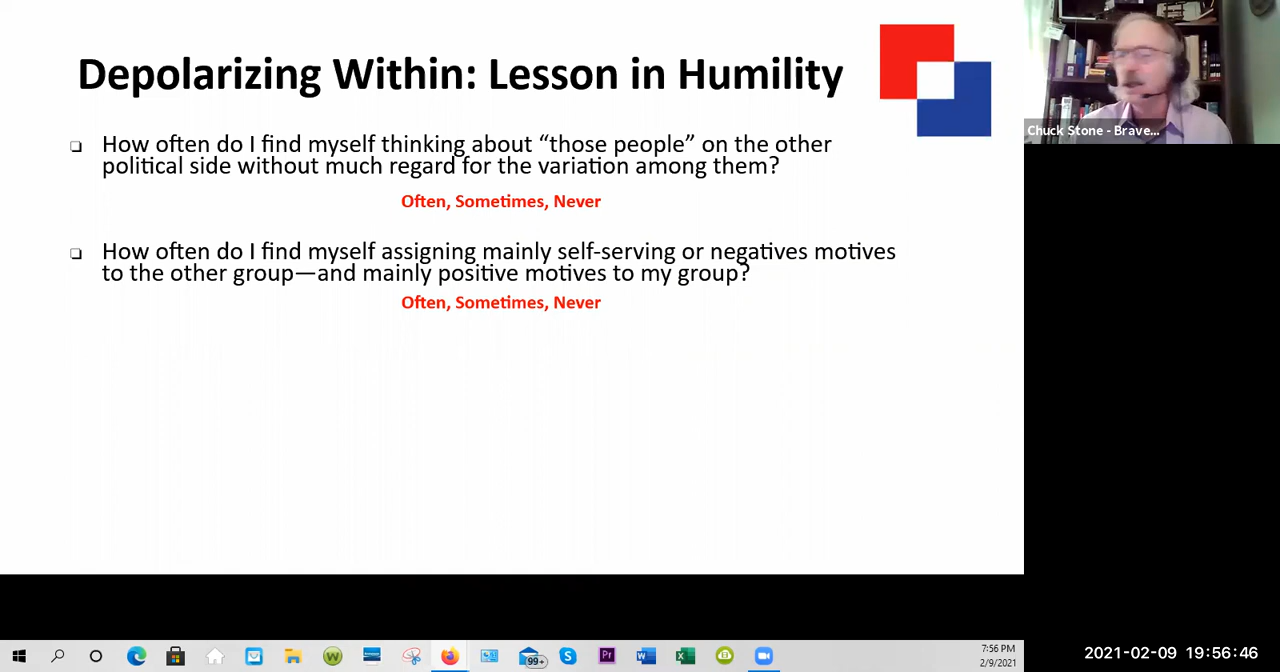 Depolarizing Within: Lesson in Humility
How often do I find myself thinking about “those people” on the other
political side without much regard for the variation among them?
Often, Sometimes, Never
How often do I find myself assigning mainly self-serving or negatives motives
to the other group—and mainly positive motives to my group?
Often, Sometimes, Never
Chuck Stone - Brave...
99+
7:56 PM
2/9/2021
2021-02-09 19:56:46